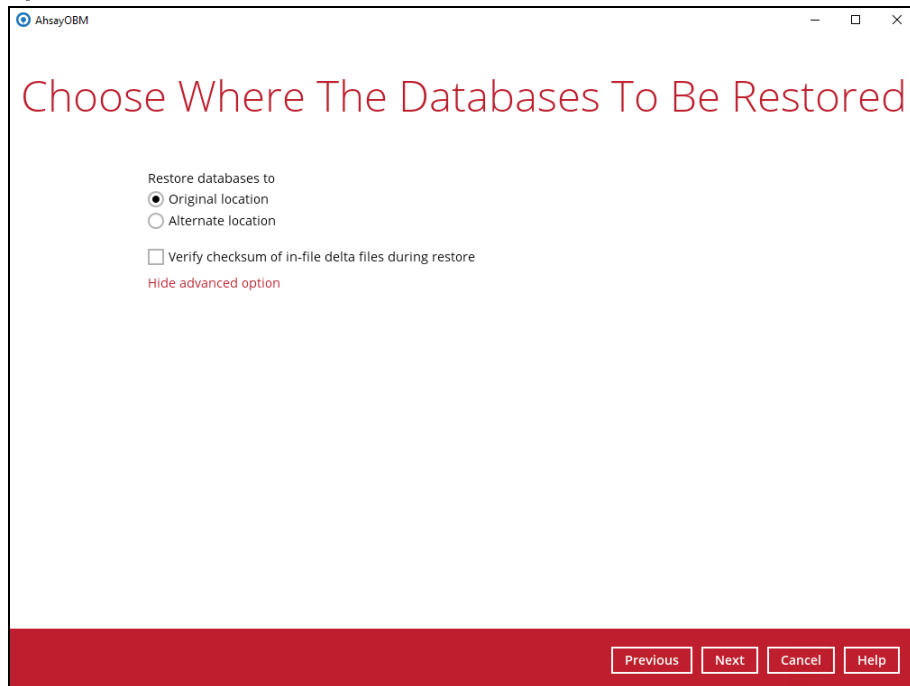 AhsayOBM
Choose Where The Databases To Be Restored
Restore databases to
Original location
Alternate location
Verify checksum of in-file delta files during restore
Hide advanced option
Previous Next Cancel Help